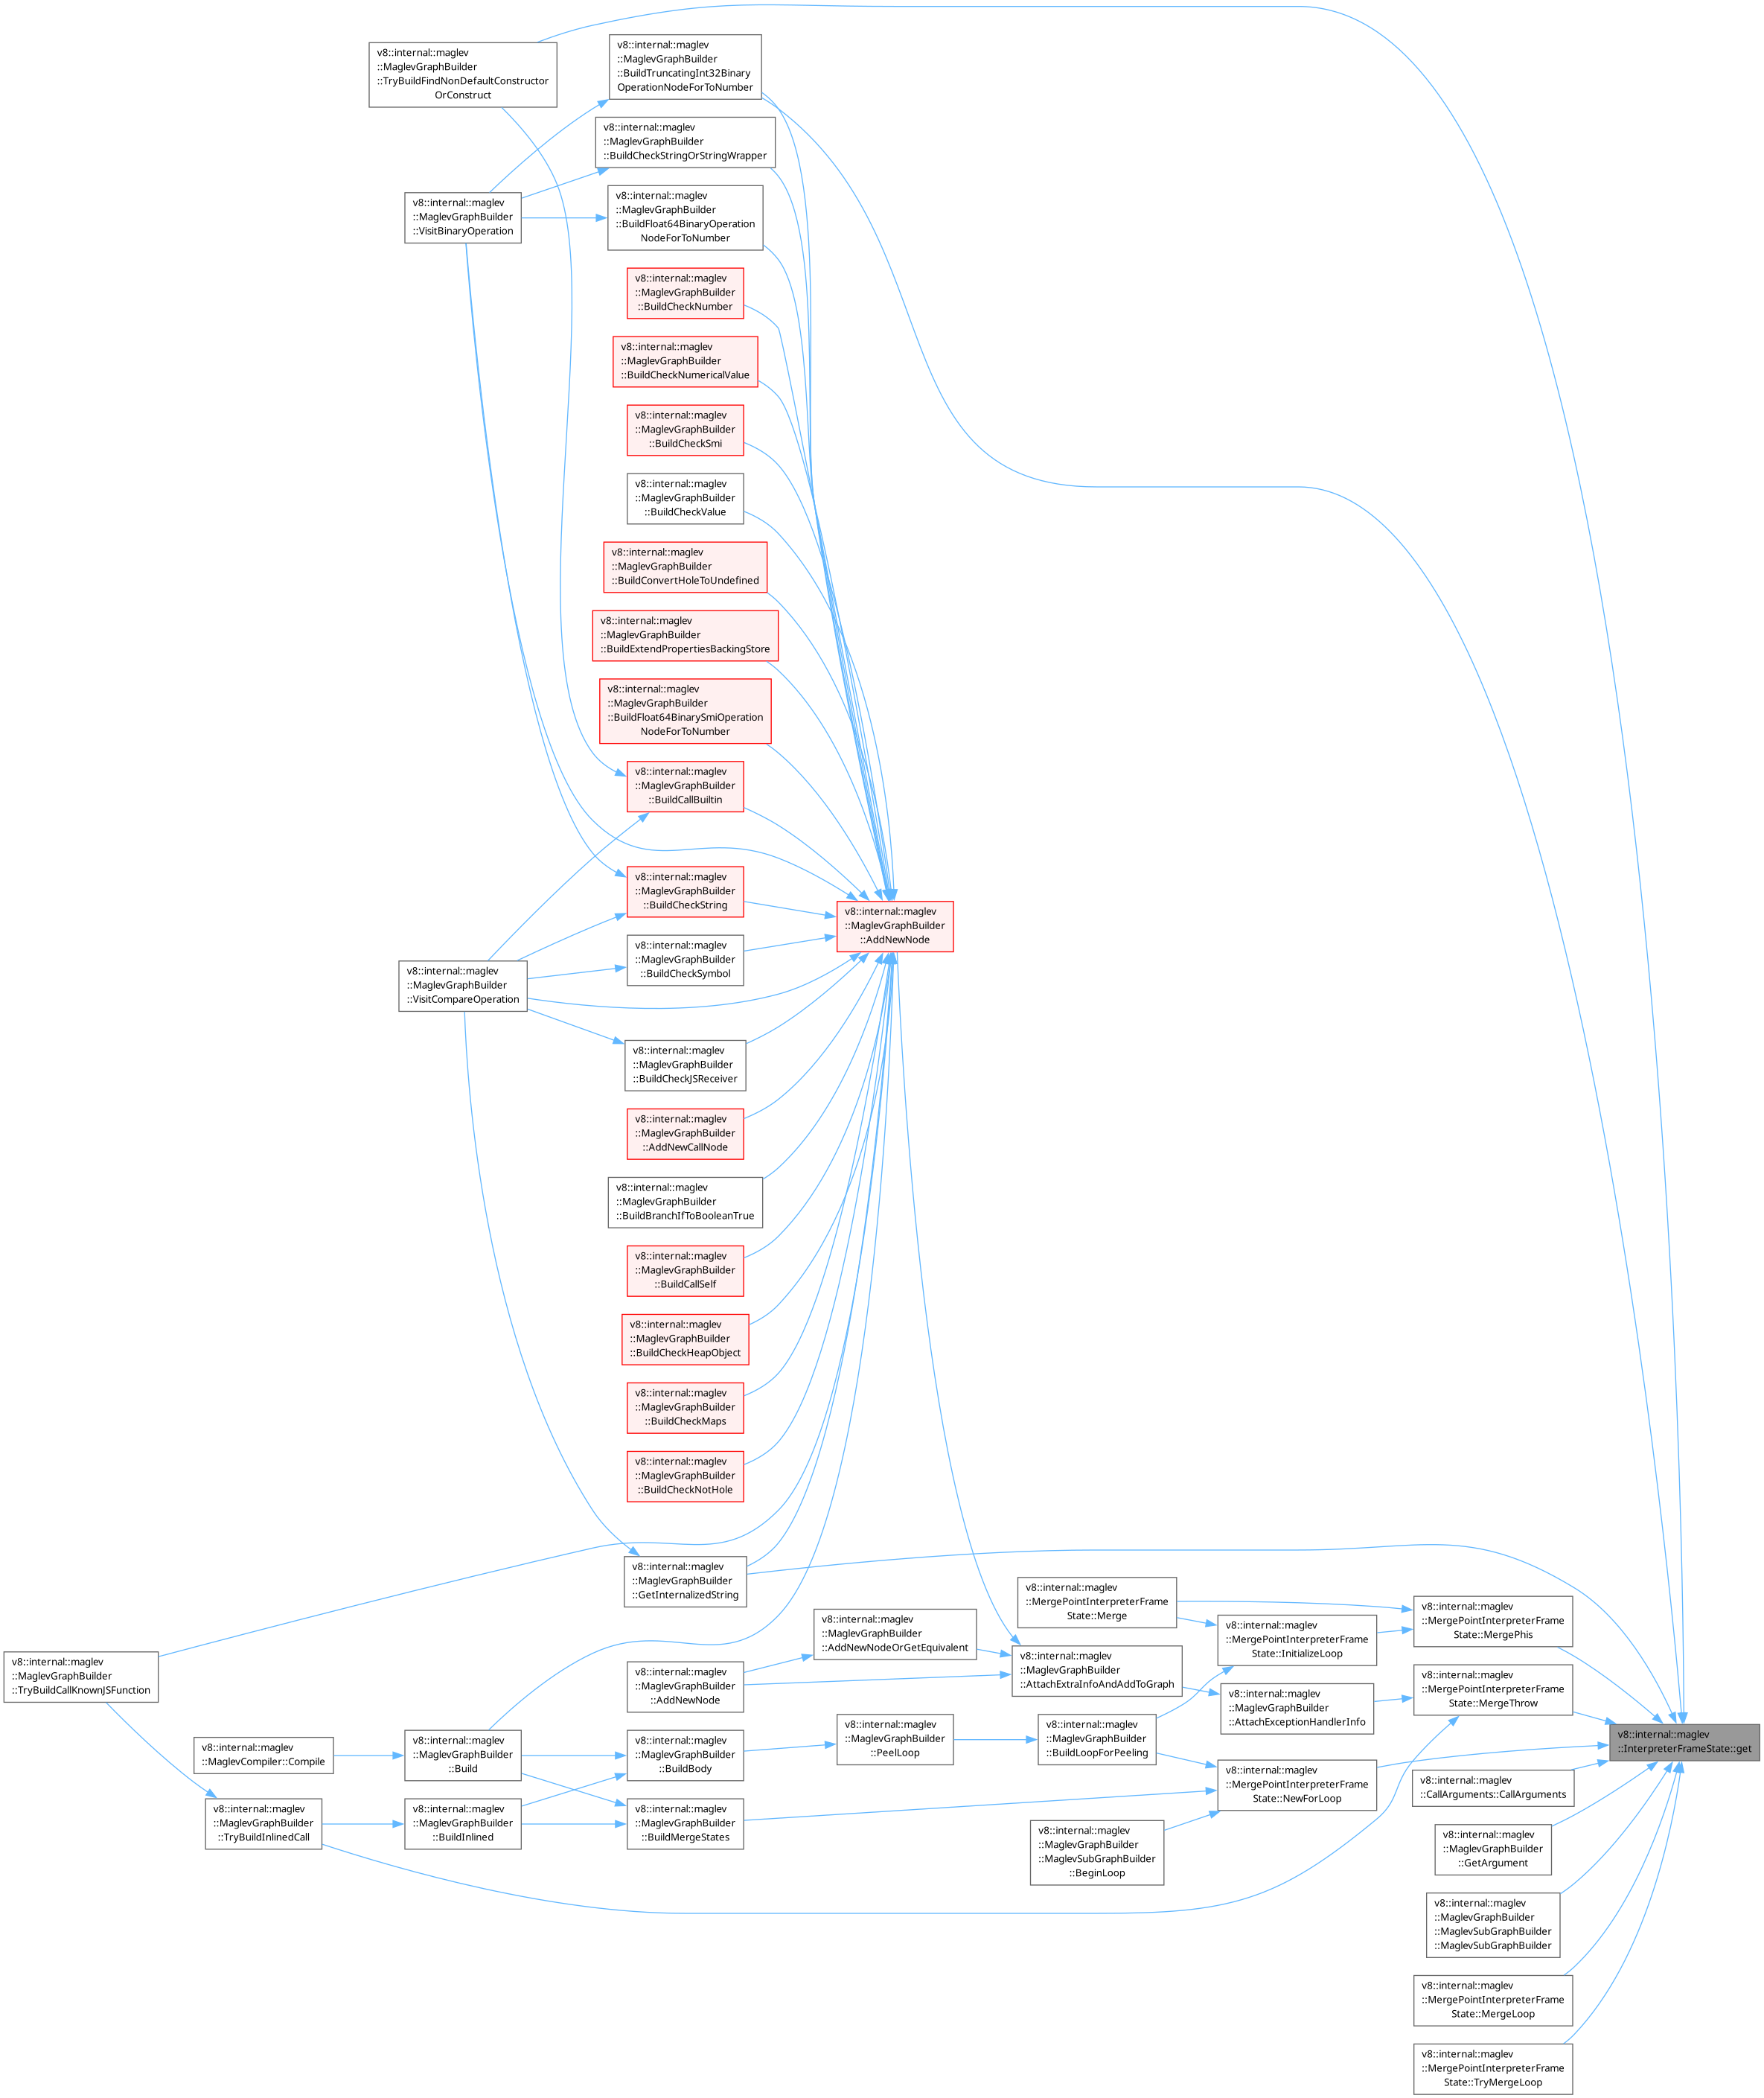 v8::internal::maglev
::MaglevGraphBuilder
::TryBuildFindNonDefaultConstructor
OrConstruct
v8::internal::maglev
::MaglevGraphBuilder
::BuildTruncatingInt32Binary
OperationNodeForToNumber
v8::internal::maglev
::MaglevGraphBuilder
::BuildCheckStringOrStringWrapper
v8::internal::maglev
::MaglevGraphBuilder
::VisitBinaryOperation
v8::internal::maglev
::MaglevGraphBuilder
::BuildFloat64BinaryOperation
NodeForToNumber
v8::internal::maglev
::MaglevGraphBuilder
::BuildCheckNumber
v8::internal::maglev
::MaglevGraphBuilder
::BuildCheckNumericalValue
v8::internal::maglev
::MaglevGraphBuilder
::BuildCheckSmi
v8::internal::maglev
::MaglevGraphBuilder
::BuildCheckValue
v8::internal::maglev
::MaglevGraphBuilder
::BuildConvertHoleToUndefined
v8::internal::maglev
::MaglevGraphBuilder
::BuildExtendPropertiesBackingStore
v8::internal::maglev
::MaglevGraphBuilder
::BuildFloat64BinarySmiOperation
NodeForToNumber
v8::internal::maglev
::MaglevGraphBuilder
::BuildCallBuiltin
v8::internal::maglev
::MaglevGraphBuilder
::BuildCheckString
v8::internal::maglev
::MaglevGraphBuilder
::AddNewNode
v8::internal::maglev
::MaglevGraphBuilder
::BuildCheckSymbol
v8::internal::maglev
::MaglevGraphBuilder
::VisitCompareOperation
v8::internal::maglev
::MaglevGraphBuilder
::BuildCheckJSReceiver
v8::internal::maglev
::MaglevGraphBuilder
::AddNewCallNode
v8::internal::maglev
::MaglevGraphBuilder
::BuildBranchIfToBooleanTrue
v8::internal::maglev
::MaglevGraphBuilder
::BuildCallSelf
v8::internal::maglev
::MaglevGraphBuilder
::BuildCheckHeapObject
v8::internal::maglev
::MaglevGraphBuilder
::BuildCheckMaps
v8::internal::maglev
::MaglevGraphBuilder
::BuildCheckNotHole
v8::internal::maglev
::MaglevGraphBuilder
::GetInternalizedString
v8::internal::maglev
::MergePointInterpreterFrame
State::Merge
v8::internal::maglev
::MergePointInterpreterFrame
State::MergePhis
v8::internal::maglev
::MaglevGraphBuilder
::AddNewNodeOrGetEquivalent
v8::internal::maglev
::MergePointInterpreterFrame
State::InitializeLoop
v8::internal::maglev
::MaglevGraphBuilder
::TryBuildCallKnownJSFunction
v8::internal::maglev
::MaglevGraphBuilder
::AddNewNode
v8::internal::maglev
::MaglevGraphBuilder
::AttachExtraInfoAndAddToGraph
v8::internal::maglev
::MaglevGraphBuilder
::AttachExceptionHandlerInfo
v8::internal::maglev
::MergePointInterpreterFrame
State::MergeThrow
v8::internal::maglev
::InterpreterFrameState::get
v8::internal::maglev
::MaglevCompiler::Compile
v8::internal::maglev
::MaglevGraphBuilder
::Build
v8::internal::maglev
::MaglevGraphBuilder
::BuildBody
v8::internal::maglev
::MaglevGraphBuilder
::PeelLoop
v8::internal::maglev
::MaglevGraphBuilder
::BuildLoopForPeeling
v8::internal::maglev
::MergePointInterpreterFrame
State::NewForLoop
v8::internal::maglev
::CallArguments::CallArguments
v8::internal::maglev
::MaglevGraphBuilder
::TryBuildInlinedCall
v8::internal::maglev
::MaglevGraphBuilder
::BuildInlined
v8::internal::maglev
::MaglevGraphBuilder
::BuildMergeStates
v8::internal::maglev
::MaglevGraphBuilder
::MaglevSubGraphBuilder
::BeginLoop
v8::internal::maglev
::MaglevGraphBuilder
::GetArgument
v8::internal::maglev
::MaglevGraphBuilder
::MaglevSubGraphBuilder
::MaglevSubGraphBuilder
v8::internal::maglev
::MergePointInterpreterFrame
State::MergeLoop
v8::internal::maglev
::MergePointInterpreterFrame
State::TryMergeLoop